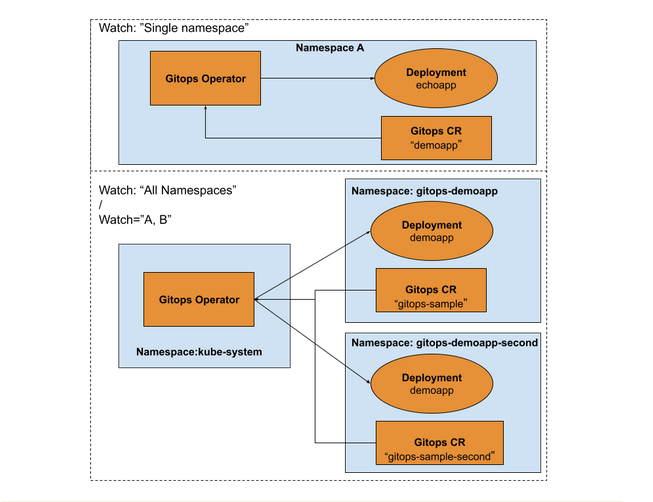 Watch: ”Single namespace”
Namespace A
Gitops Operator
Deployment
echoapp
Gitops CR
“demoapp”
Watch: “All Namespaces”
/
Watch=”A, B”
Gitops Operator
Namespace:kube-system
Namespace: gitops-demoapp
Deployment
demoapp
Gitops CR
“gitops-sample”
Namespace: gitops-demoapp-second
Deployment
demoapp
Gitops CR
“gitops-sample-second”